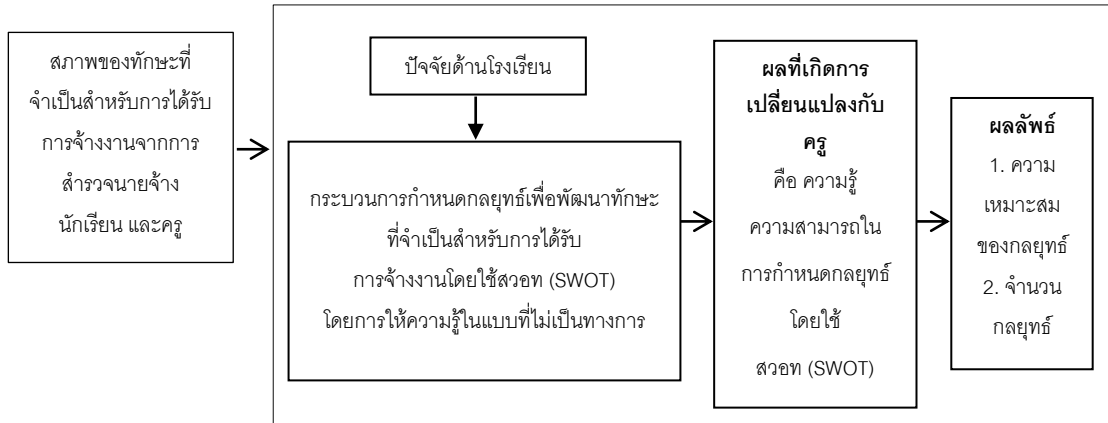 สภาพของทักษะที่
จำเป็นสำหรับการได้รับ
การจ้างงานจากการ
สำรวจนายจ้าง
นักเรียน และครู
ปัจจัยด้านโรงเรียน
กระบวนการกำหนดกลยุทธ์เพื่อพัฒนาทักษะ
ที่จำเป็นสำหรับการได้รับ
การจ้างงานโดยใช้สวอท (SWOT)
โดยการให้ความรู้ในแบบที่ไม่เป็นทางการ
ผลที่เกิดการ
เปลี่ยนแปลงกับ
ครู
คือ ความรู้
ความสามารถใน
การกำหนดกลยุทธ์
โดยใช้
สวอท (SWOT)
ผลลัพธ์
1. ความ
เหมาะสม
ของกลยุทธ์
2. จำนวน
กลยุทธ์